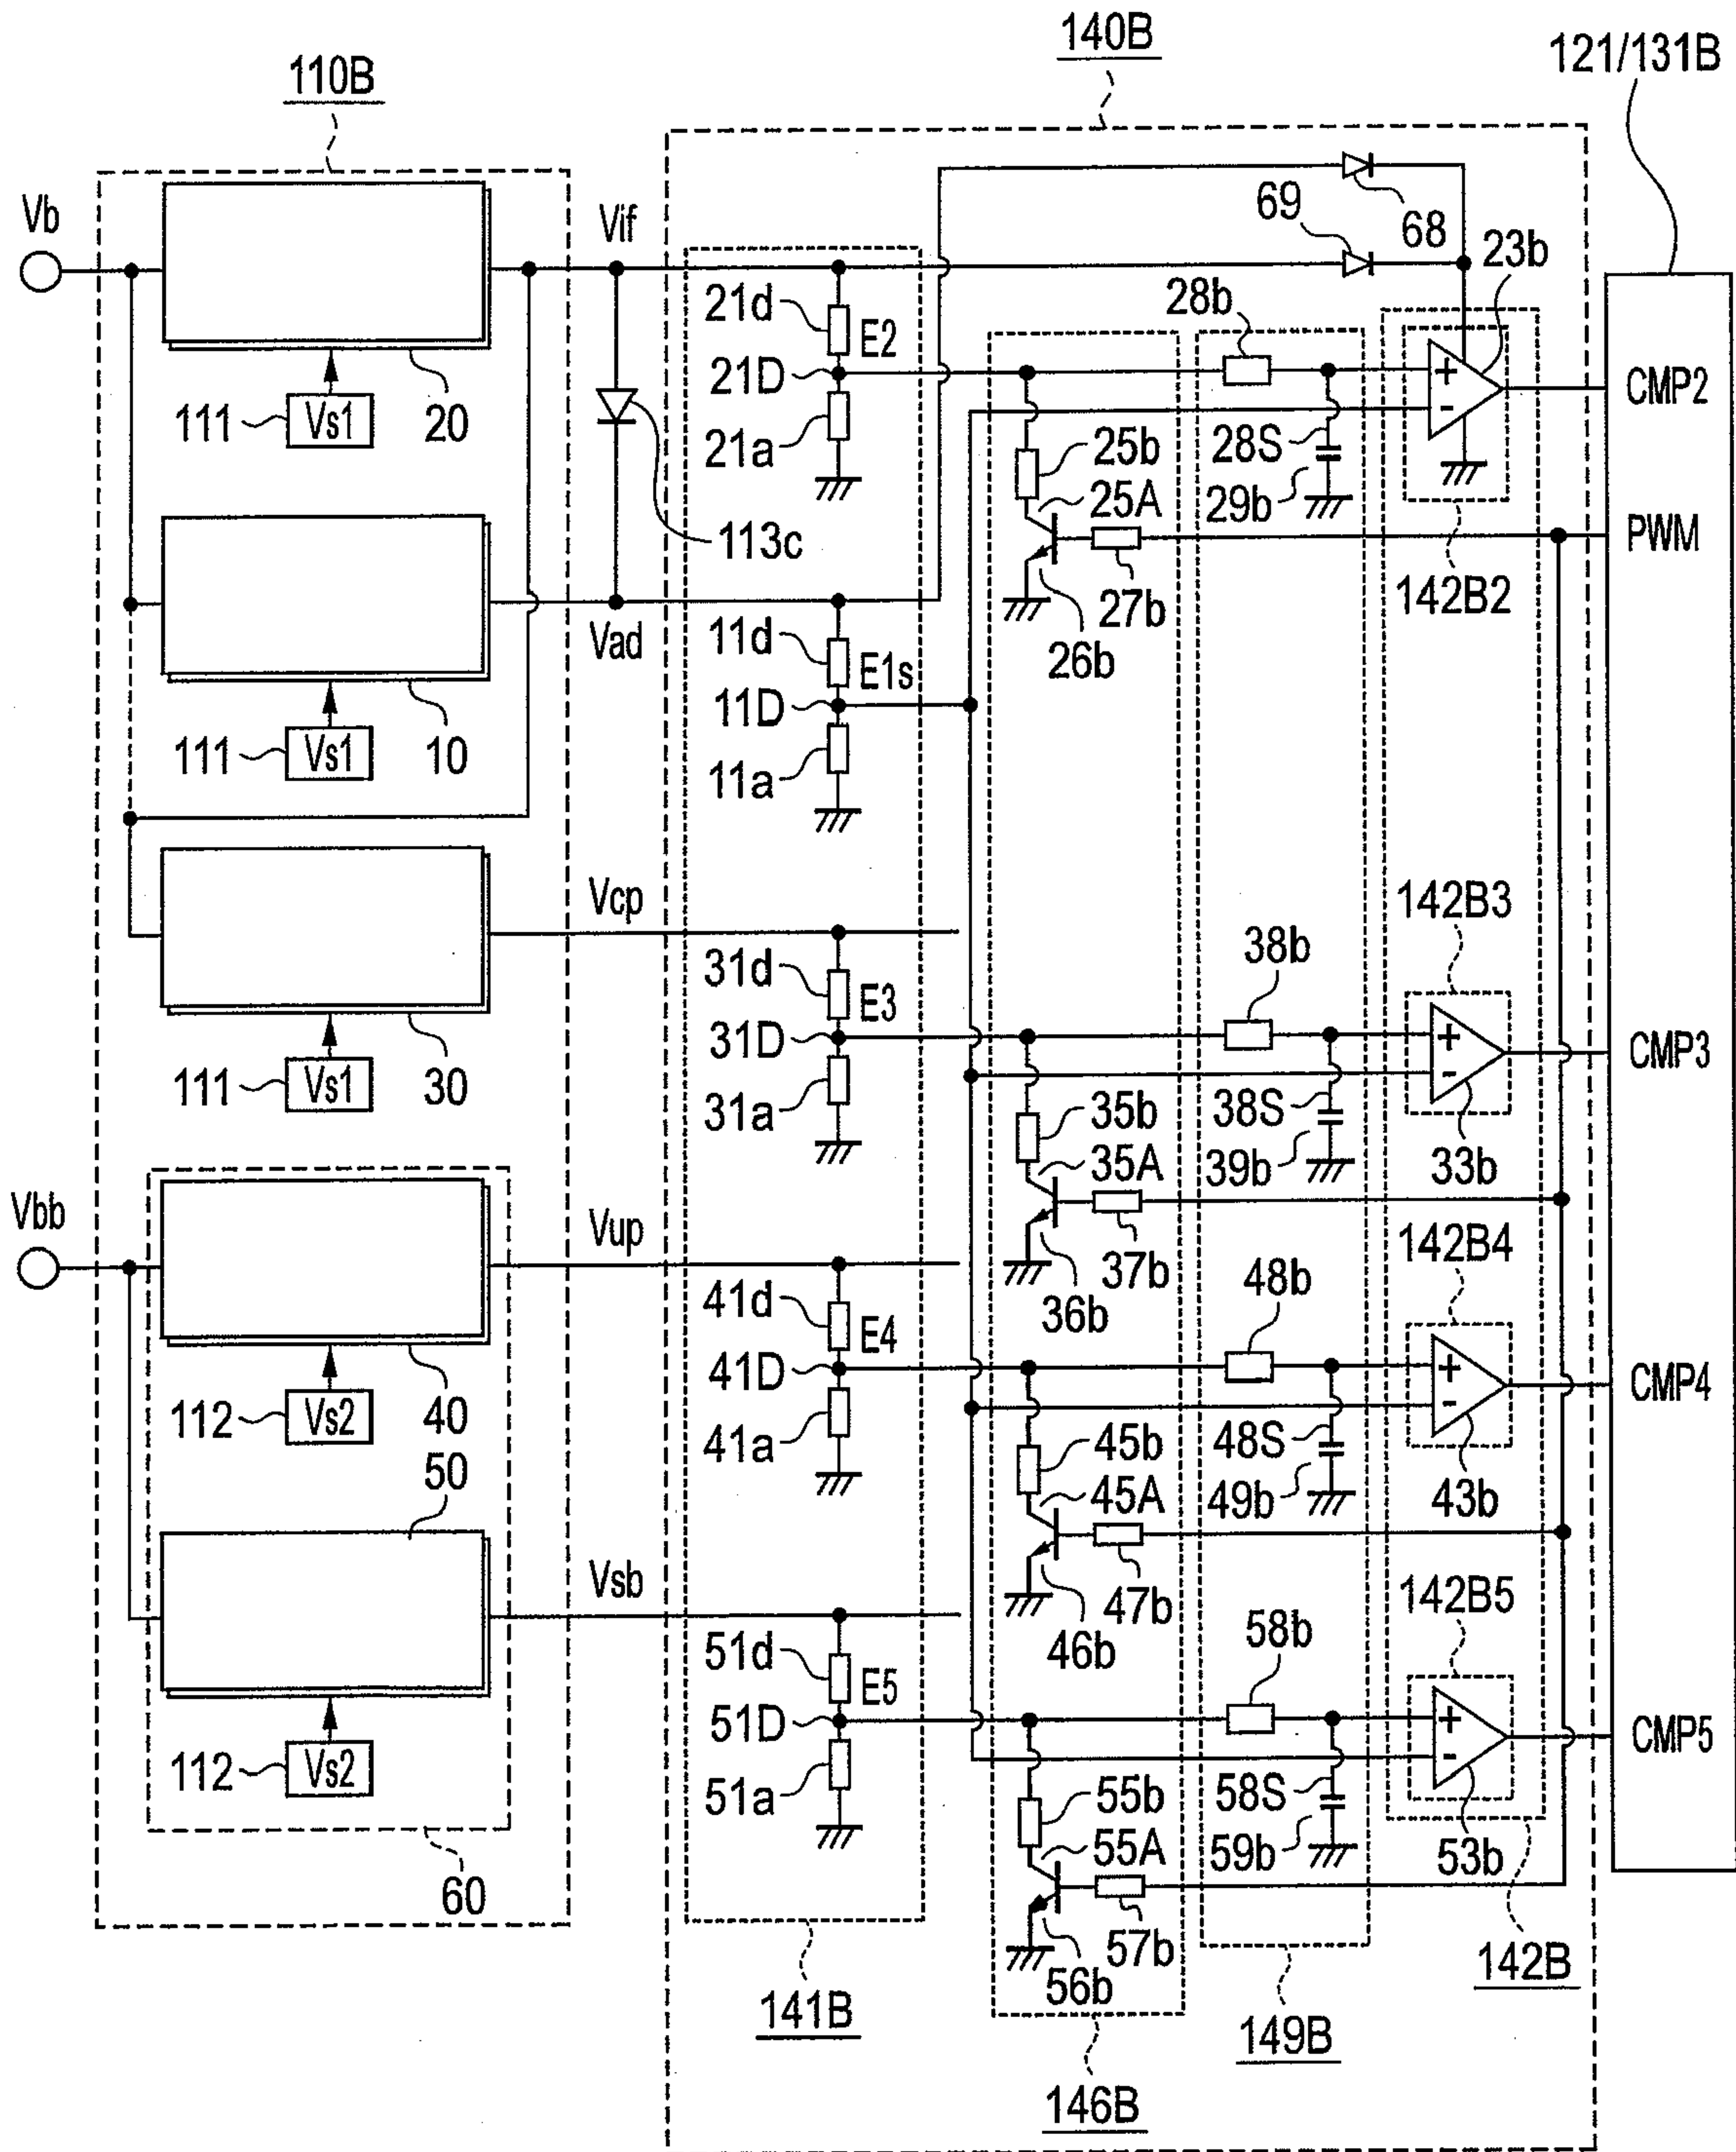 140B
110B
121/131B
Vb
Vif
69
68
23b
21d
E2
28b
21D
CMP2
111
Vs1
20
21a
25b
28S
25A
29b
113c
PWM
142B2
27b
Vad
11d
26b
E1s
11D
111
Vs1
10
11a
Vcp
142B3
31d
38b
E3
31D
CMP3
111
Vs1
30
31a
35b
38S
35A
39b
33b
Vbb
Vup
142B4
37b
48b
41d
36b
E4
41D
CMP4
112
Vs2
40
41a
45b
48S
50
45A
49b
43b
Vsb
142B5
47b
58b
51d
46b
E5
51D
CMP5
112
Vs2
51a
55b
58S
55A
59b
53b
60
57b
56b
142B
141B
149B
146B